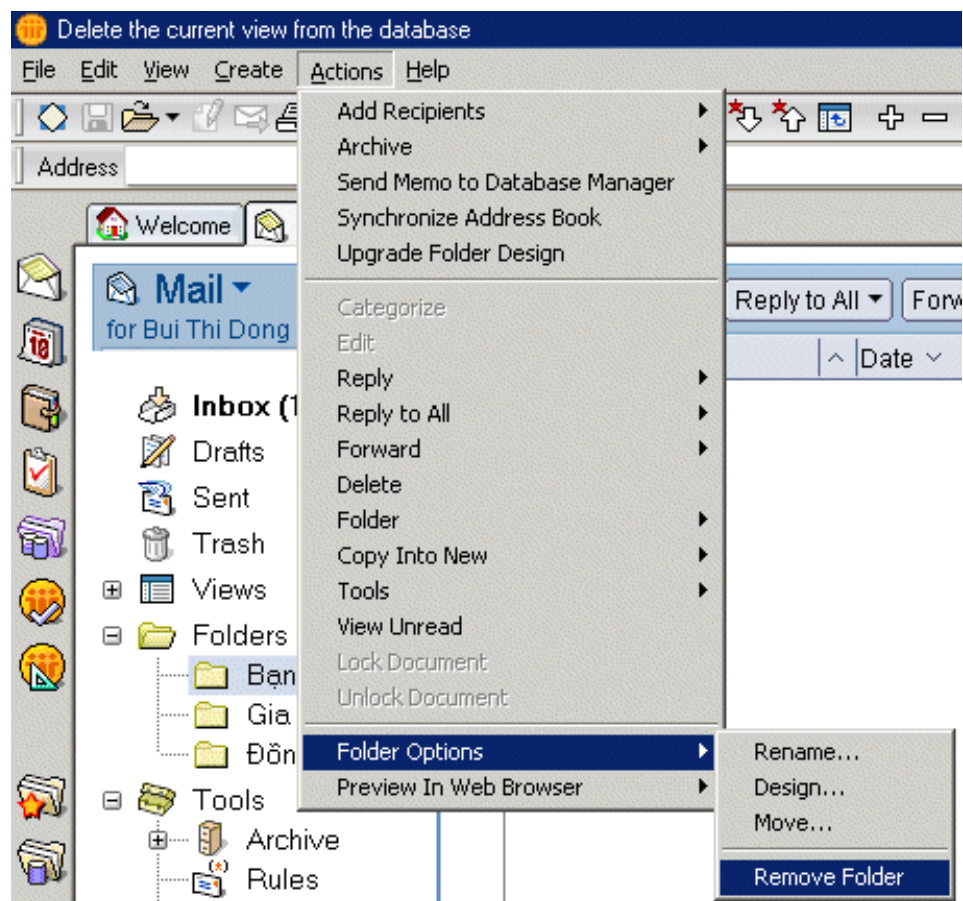 Delete the current view from the database
File Edit View Create Actions Help
Address
Welcome
Mail
for Bui Thi Dong
Inbox (1
Drafts
Sent
Trash
Views
Folders
Bạn
Gia
Tools
Archive
Rules
Add Recipients
Archive
Send Memo to Database Manager
Synchronize Address Book
Upgrade Folder Design
Categorize
Edit
Reply
Reply to All
Forward
Delete
Folder
Copy Into New
Tools
View Unread
Lock Document
Unlock Document
Folder Options
Preview In Web Browser
Rename...
Design...
Move...
Remove Folder
Reply to All
Date